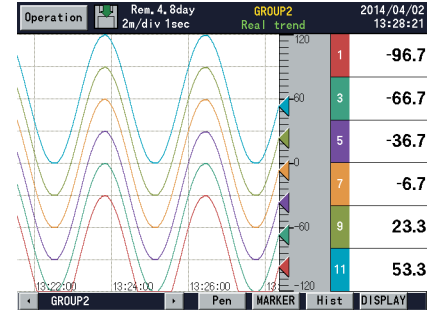 Operation
Rem.4.8day
2m/div 1sec
GROUP2
Real trend
2014/04/02
13:28:21
120
60
0
-60
-120
13:22:00
13:24:00
13:26:00
13:
1
-96.7
3
-66.7
5
-36.7
7
-6.7
9
23.3
11
53.3
GROUP2
Pen
MARKER
Hist
DISPLAY